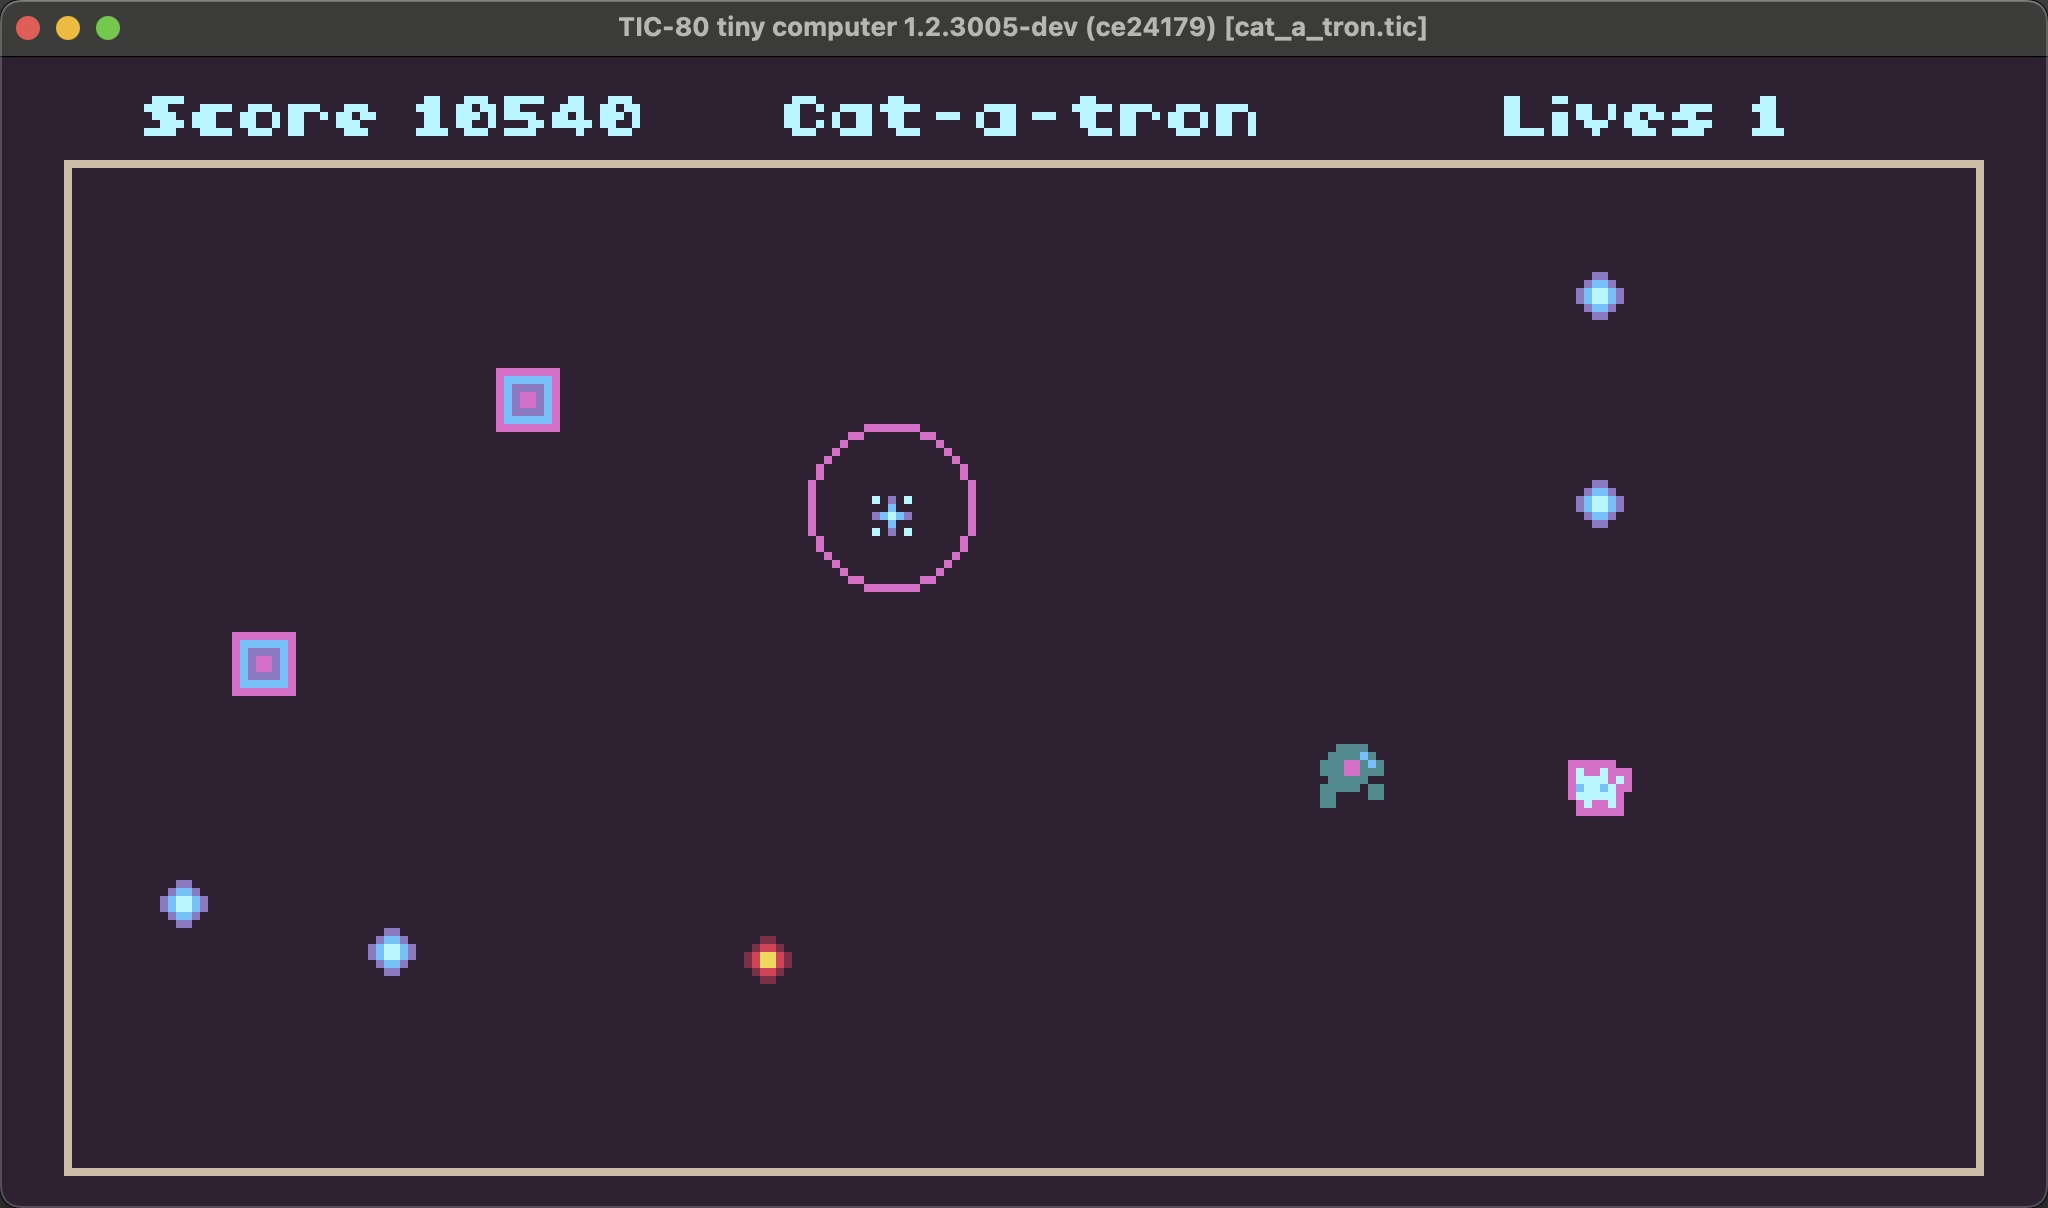 TIC-80 tiny computer 1.2.3005-dev (ce24179) [cat_a_tron.tic]
Score 10540 Cat-a-tron Lives 1